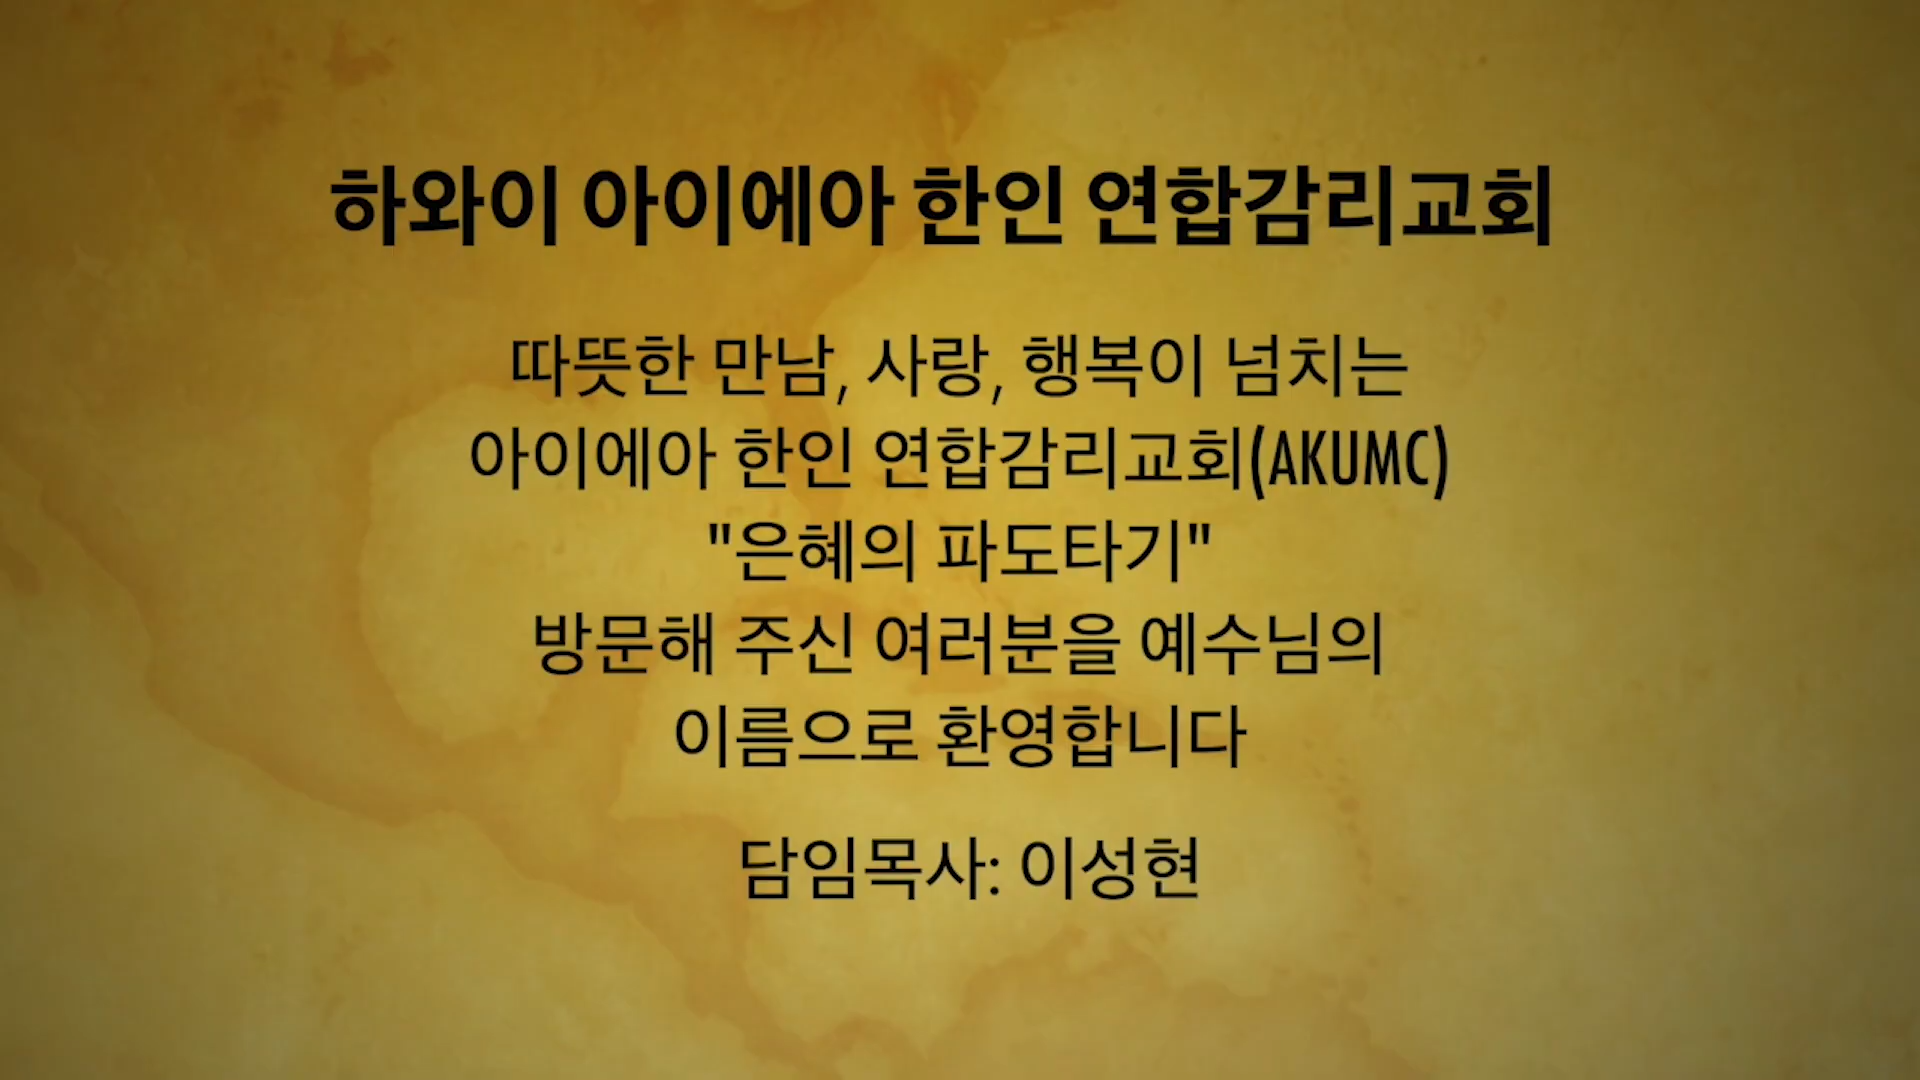 하와이 아이에아 한인 연합감리교회
따뜻한 만남, 사랑, 행복이 넘치는
아이에아 한인 연합감리교회(AKUMC)
"은혜의 파도타기"
방문해 주신 여러분을 예수님의
이름으로 환영합니다
담임목사: 이성현